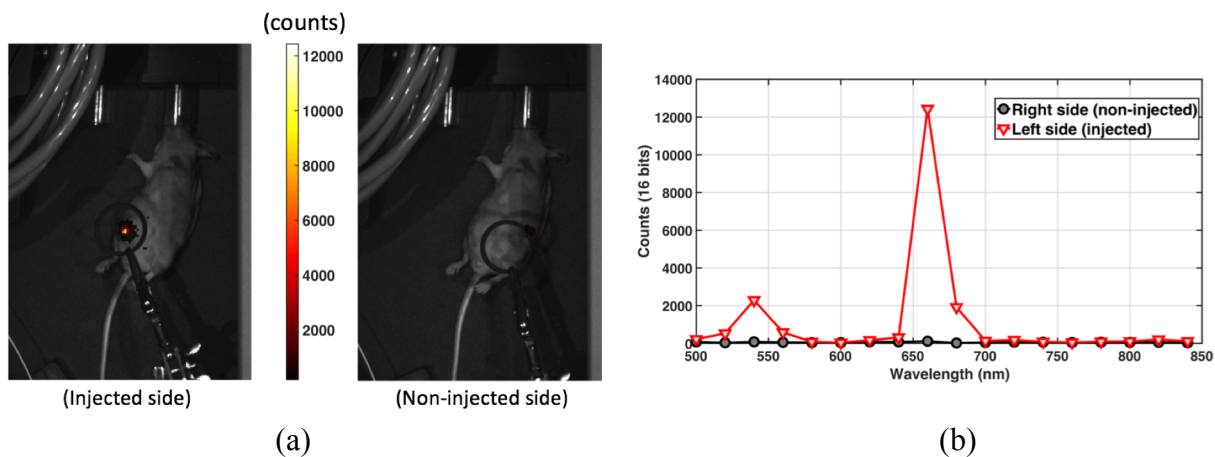 (counts)
12000
10000
8000
6000
4000
2000
(Injected side)
(Non-injected side)
(a)
14000
12000
10000
8000
6000
4000
2000
0
Counts (16 bits)
500 550 600 650 700 750 800 850
Wavelength (nm)
Right side (non-injected)
Left side (injected)
(b)